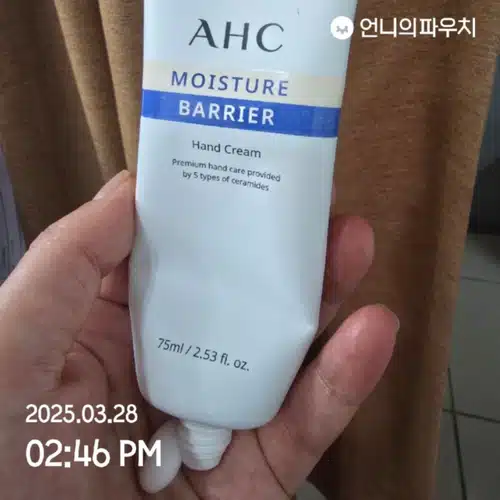 언니의파우치
AHC
MOISTURE
BARRIER
Hand Cream
Premium hand care provided
by 5 types of ceramides
75ml / 2.53 fl. oz.
2025.03.28
02:46 PM